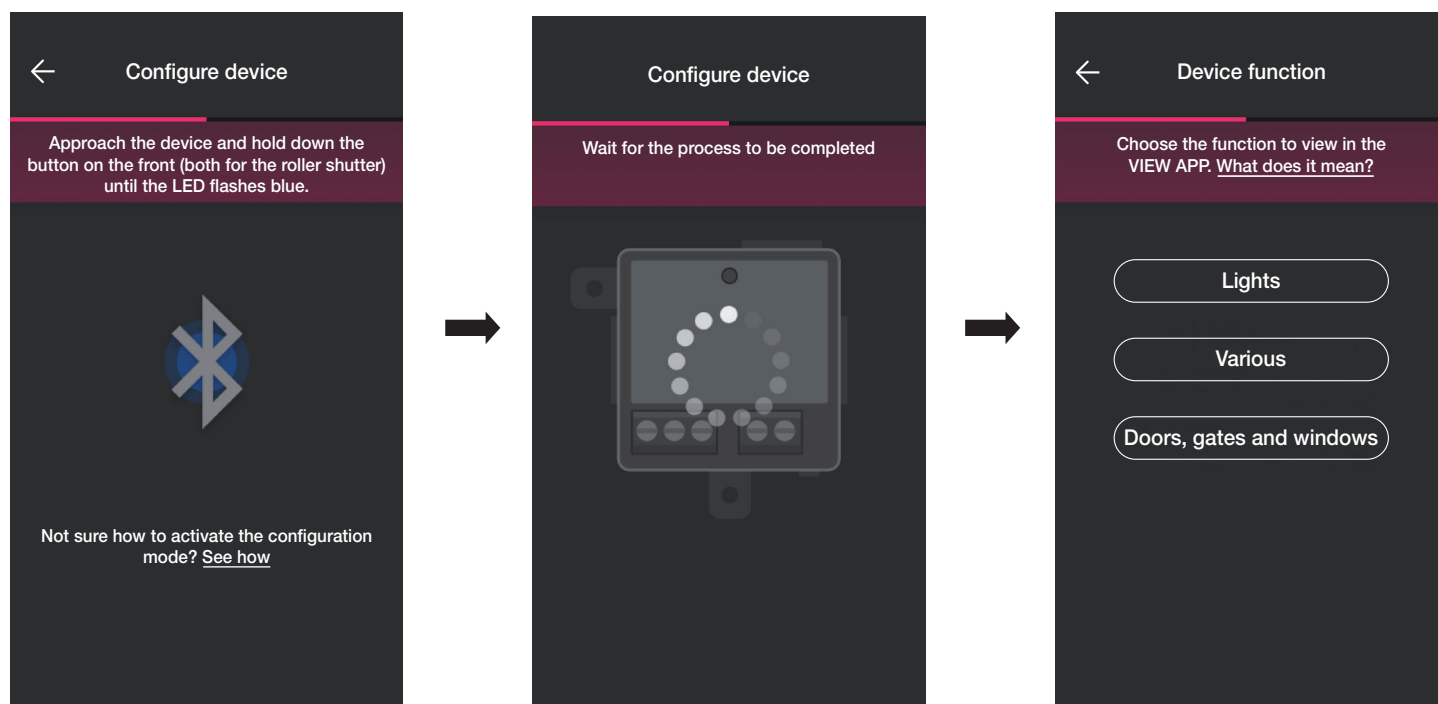 Configure device
Approach the device and hold down the
button on the front (both for the roller shutter)
until the LED flashes blue.
Not sure how to activate the configuration
mode? See how
Configure device
Wait for the process to be completed
Device function
Choose the function to view in the
VIEW APP. What does it mean?
Lights
Various
Doors, gates and windows